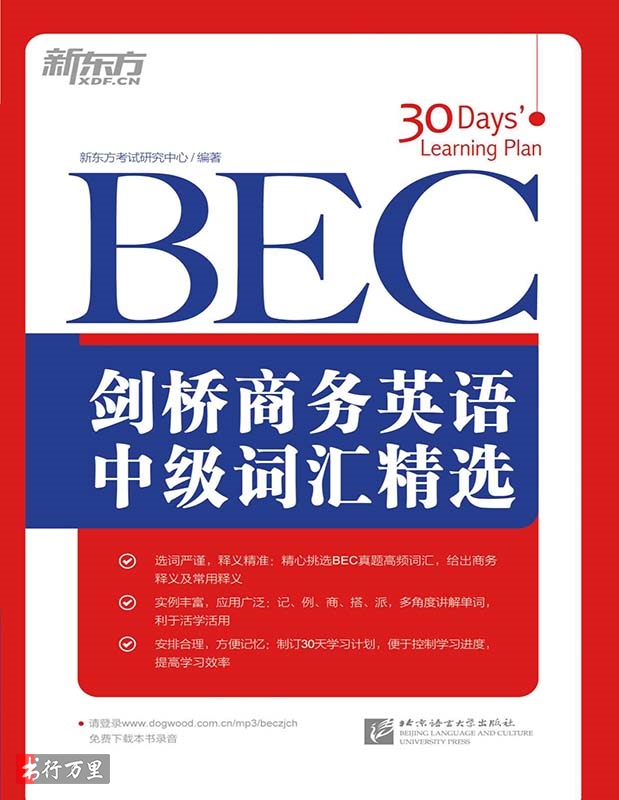 新东方
XDF.CN
30 Days'
Learning Plan
新东方考试研究中心/编著
BEC
剑桥商务英语
中级词汇精选
选词严谨，释义精准：精心挑选BEC真题高频词汇，给出商务
释义及常用释义
实例丰富，应用广泛：记、例、商、搭、派，多角度讲解单词，
利于活学活用
安排合理，方便记忆：制订30天学习计划，便于控制学习进度，
提高学习效率
请登录www.dogwood.com.cn/mp3/beczjch
免费下载本书录音
北京语言大学出版社
BEIJING LANGUAGE AND CULTURE
UNIVERSITY PRESS
书行万里